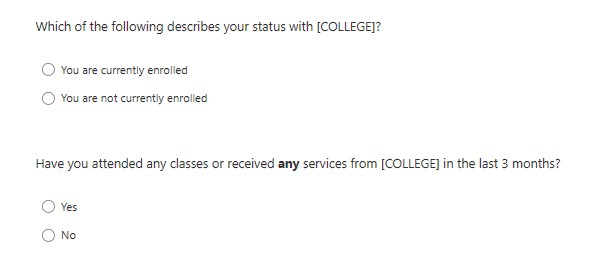 Which of the following describes your status with [COLLEGE]?
You are currently enrolled
You are not currently enrolled
Have you attended any classes or received any services from [COLLEGE] in the last 3 months?
Yes
No